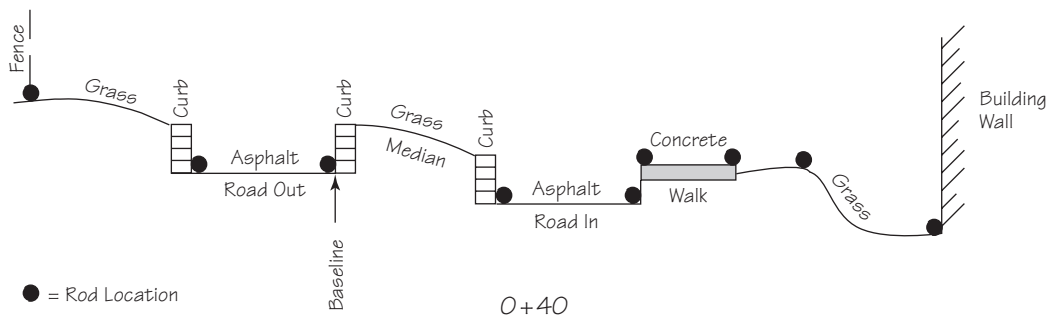 Fence
Grass
Curb
Asphalt
Road Out
Curb
Baseline
Grass
Median
Curb
Asphalt
Road In
Concrete
Walk
Grass
Building
Wall
= Rod Location
0+40